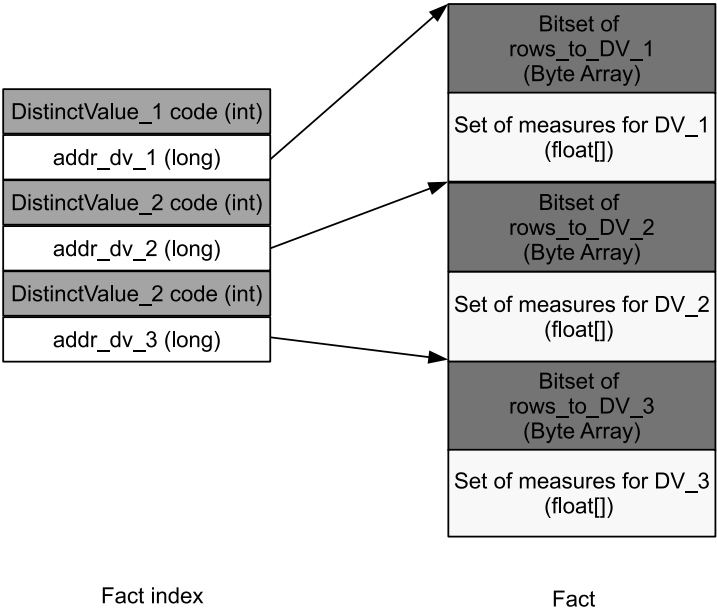 DistinctValue_1 code (int)
addr_dv_1 (long)
DistinctValue_2 code (int)
addr_dv_2 (long)
DistinctValue_2 code (int)
addr_dv_3 (long)
Fact index
Bitset of
rows_to_DV_1
(Byte Array)
Set of measures for DV_1
(float[])
Bitset of
rows_to_DV_2
(Byte Array)
Set of measures for DV_2
(float[])
Bitset of
rows_to_DV_3
(Byte Array)
Set of measures for DV_3
(float[])
Fact